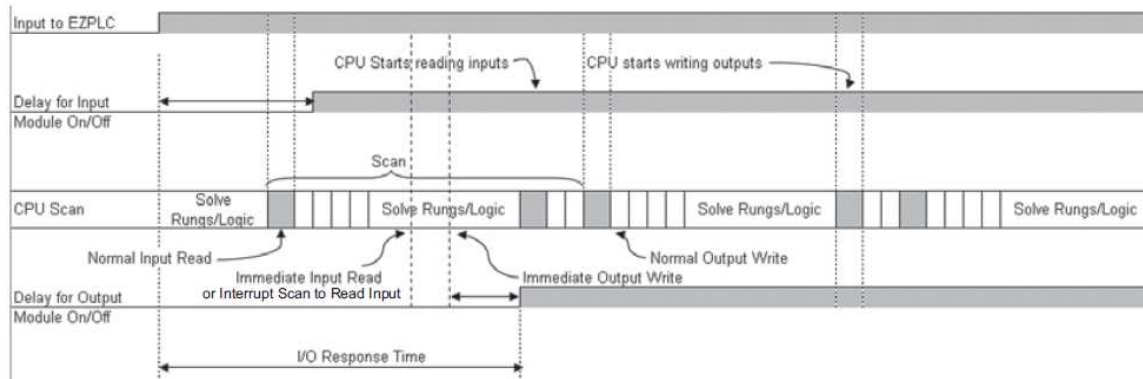 Input to EZPLC
CPU Starts reading inputs
CPU starts writing outputs
Delay for Input
Module On/Off
Scan
CPU Scan
Solve
Rungs/Logic
Solve Rungs/Logic
Solve Rungs/Logic
Solve Rungs/Logic
Normal Input Read
Normal Output Write
Immediate Input Read
or Interrupt Scan to Read Input
Immediate Output Write
Delay for Output
Module On/Off
I/O Response Time